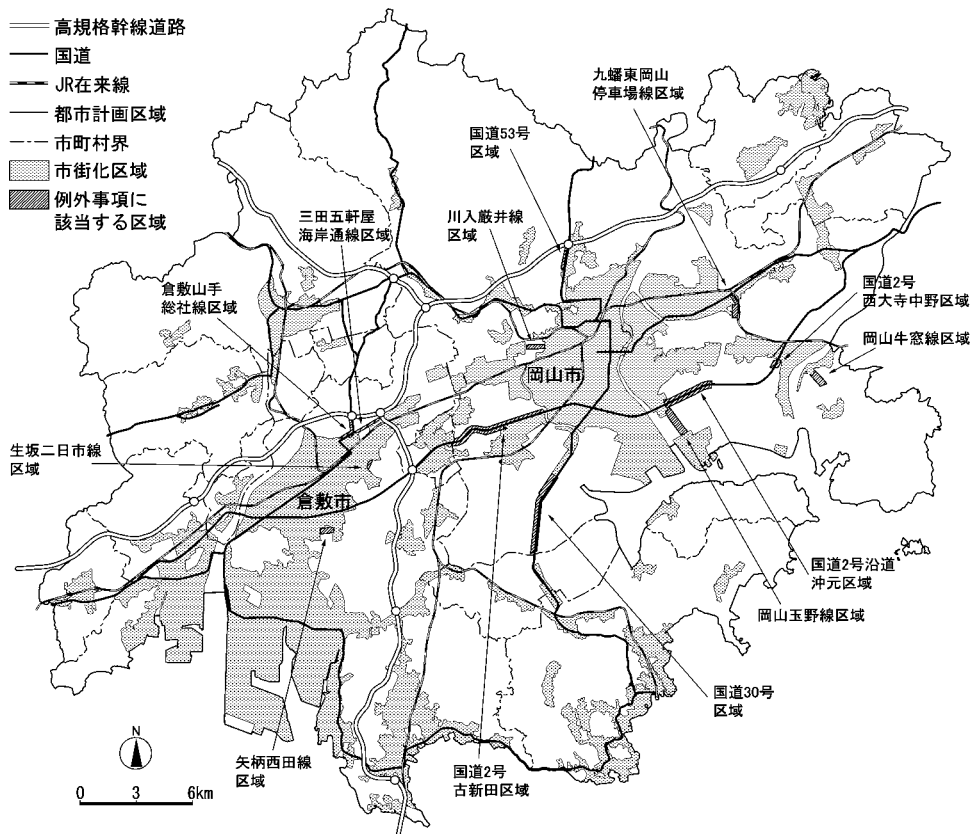 高規格幹線道路
国道
JR在来線
都市計画区域
市町村界
市街化区域
例外事項に
該当する区域
九蟠東岡山
停車場線区域
国道53号
区域
三田五軒屋
海岸通線区域
川入巌井線
区域
倉敷山手
総社線区域
国道2号
西大寺中野区域
岡山牛窓線区域
岡山市
生坂二日市線
区域
倉敷市
国道2号沿道
沖元区域
岡山玉野線区域
国道30号
区域
矢柄西田線
区域
国道2号
古新田区域
N
0 3 6km